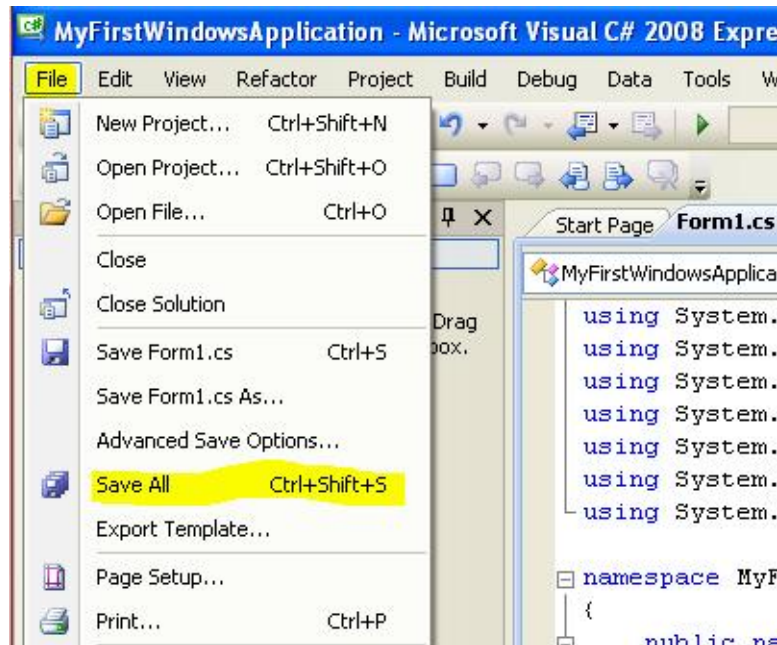 MyFirstWindowsApplication - Microsoft Visual C# 2008 Expre
File Edit View Refactor Project Build Debug Data Tools W
New Project... Ctrl+Shift+N
Open Project... Ctrl+Shift+O
Open File... Ctrl+O
Close
Close Solution
Save Form1.cs Ctrl+S
Save Form1.cs As...
Advanced Save Options...
Save All Ctrl+Shift+S
Export Template...
Page Setup...
Print... Ctrl+P
Drag
box.
Start Page Form1.cs
MyFirstWindowsApplica
using System.
using System.
using System.
using System.
using System.
using System.
using System.
namespace MyF
{
public pa